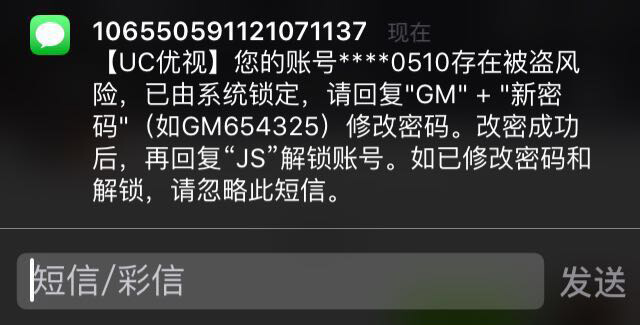 106550591121071137 现在
【UC优视】您的账号****0510存在被盗风
险，已由系统锁定，请回复"GM" + "新密
码"（如GM654325）修改密码。改密成功
后，再回复“JS”解锁账号。如已修改密码和
解锁，请忽略此短信。
短信/彩信 发送